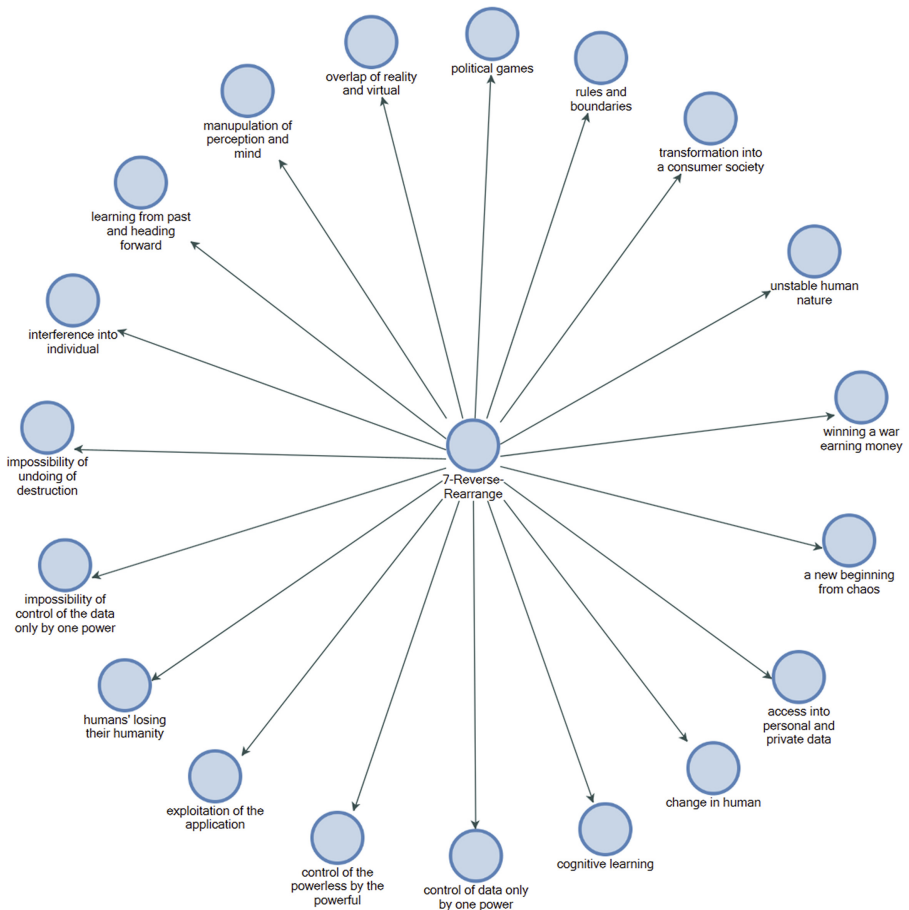 political games
overlap of reality
and virtual
rules and
boundaries
manupulation of
perception and
mind
transformation into
a consumer society
learning from past
and heading
forward
unstable human
nature
interference into
individual
winning a war
earning money
impossibility of
undoing of
destruction
7-Reverse-
Rearrange
a new beginning
from chaos
impossibility of
control of the data
only by one power
access into
personal and
private data
humans' losing
their humanity
change in human
exploitation of the
application
cognitive learning
control of the
powerless by the
powerful
control of data only
by one power